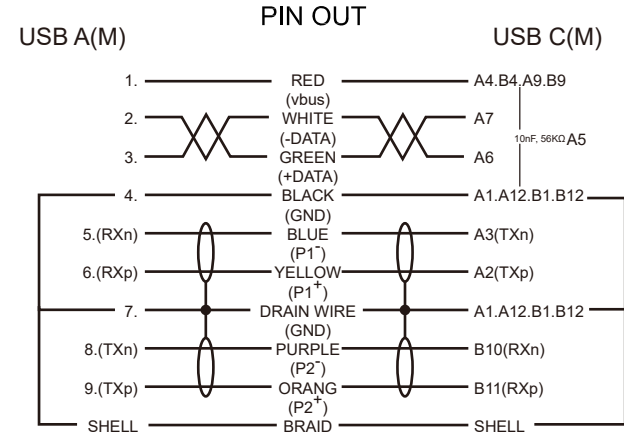 PIN OUT
USB A(M) USB C(M)
1. RED A4.B4.A9.B9
(vbus)
2. WHITE A7
(-DATA) 10nF, 56KΩ A5
3. GREEN A6
(+DATA)
4. BLACK A1.A12.B1.B12
(GND)
5.(RXn) BLUE A3(TXn)
(P1-)
6.(RXp) YELLOW A2(TXp)
(P1+)
7. DRAIN WIRE A1.A12.B1.B12
(GND)
8.(TXn) PURPLE B10(RXn)
(P2-)
9.(TXp) ORANG B11(RXp)
(P2+)
SHELL BRAID SHELL